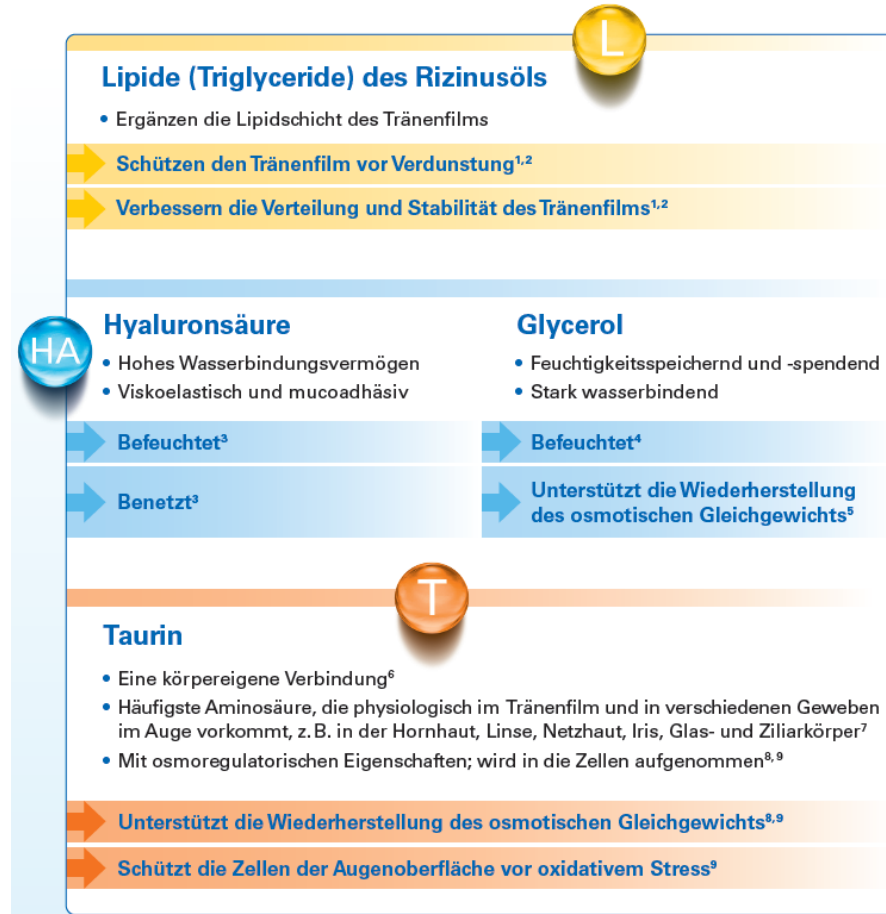 L
Lipide (Triglyceride) des Rizinusöls
• Ergänzen die Lipidschicht des Tränenfilms
Schützen den Tränenfilm vor Verdunstung¹,²
Verbessern die Verteilung und Stabilität des Tränenfilms¹,²
HA
Hyaluronsäure
• Hohes Wasserbindungsvermögen
• Viskoelastisch und mucoadhäsiv
Befeuchtet³
Benetzt³
Glycerol
• Feuchtigkeitsspeichernd und -spendend
• Stark wasserbindend
Befeuchtet⁴
Unterstützt die Wiederherstellung
des osmotischen Gleichgewichts⁵
T
Taurin
• Eine körpereigene Verbindung⁶
• Häufigste Aminosäure, die physiologisch im Tränenfilm und in verschiedenen Geweben
im Auge vorkommt, z. B. in der Hornhaut, Linse, Netzhaut, Iris, Glas- und Ziliarkörper⁷
• Mit osmoregulatorischen Eigenschaften; wird in die Zellen aufgenommen⁸,⁹
Unterstützt die Wiederherstellung des osmotischen Gleichgewichts⁸,⁹
Schützt die Zellen der Augenoberfläche vor oxidativem Stress⁹